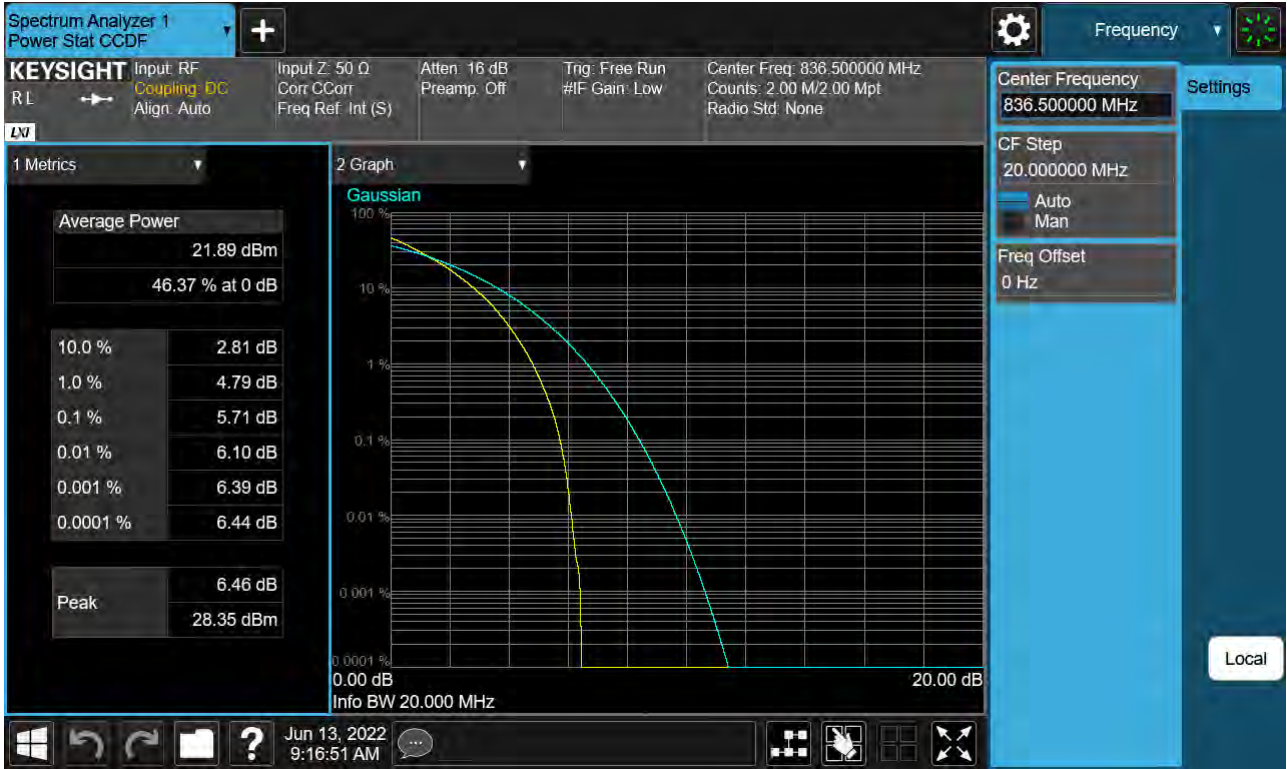 Spectrum Analyzer 1
Power Stat CCDF
+
Frequency
KEYSIGHT
R L
LXI
Input: RF
Coupling: DC
Align: Auto
Input Z: 50 Ω
Corr CCorr
Freq Ref: Int (S)
Atten: 16 dB
Preamp: Off
Trig: Free Run
#IF Gain: Low
Center Freq: 836.500000 MHz
Counts: 2.00 M/2.00 Mpt
Radio Std: None
Center Frequency
836.500000 MHz
CF Step
20.000000 MHz
Auto
Man
Freq Offset
0 Hz
Settings
Local
1 Metrics
Average Power
21.89 dBm
46.37 % at 0 dB
10.0 % 2.81 dB
1.0 % 4.79 dB
0.1 % 5.71 dB
0.01 % 6.10 dB
0.001 % 6.39 dB
0.0001 % 6.44 dB
Peak
6.46 dB
28.35 dBm
2 Graph
Gaussian
100 %
10 %
1 %
0.1 %
0.01 %
0.001 %
0.0001 %
0.00 dB 20.00 dB
Info BW 20.000 MHz
?
Jun 13, 2022
9:16:51 AM